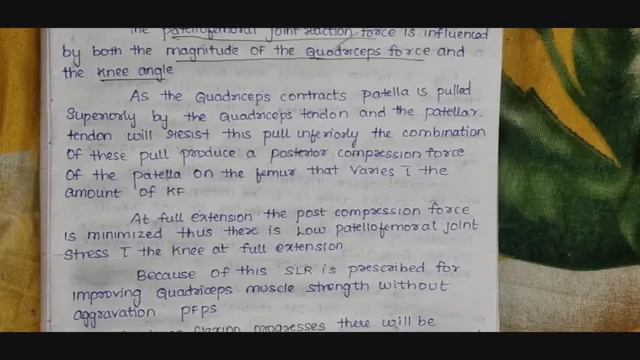 The Patellofemoral Joint reaction force is influenced
by both the magnitude of the Quadriceps force and
the Knee angle
As the Quadriceps contracts patella is pulled
Superiorly by the Quadriceps tendon and the patellar
tendon will resist this pull inferiorly the combination
of these pull produce a posterior compression force
of the patella on the femur that varies T the
amount of KF
At full extension the post compression force
is minimized thus there is Low patellofemoral joint
stress T the Knee at full extension
Because of this SLR is prescribed for
improving Quadriceps muscle strength without
aggravation PFPS
progresses there will be